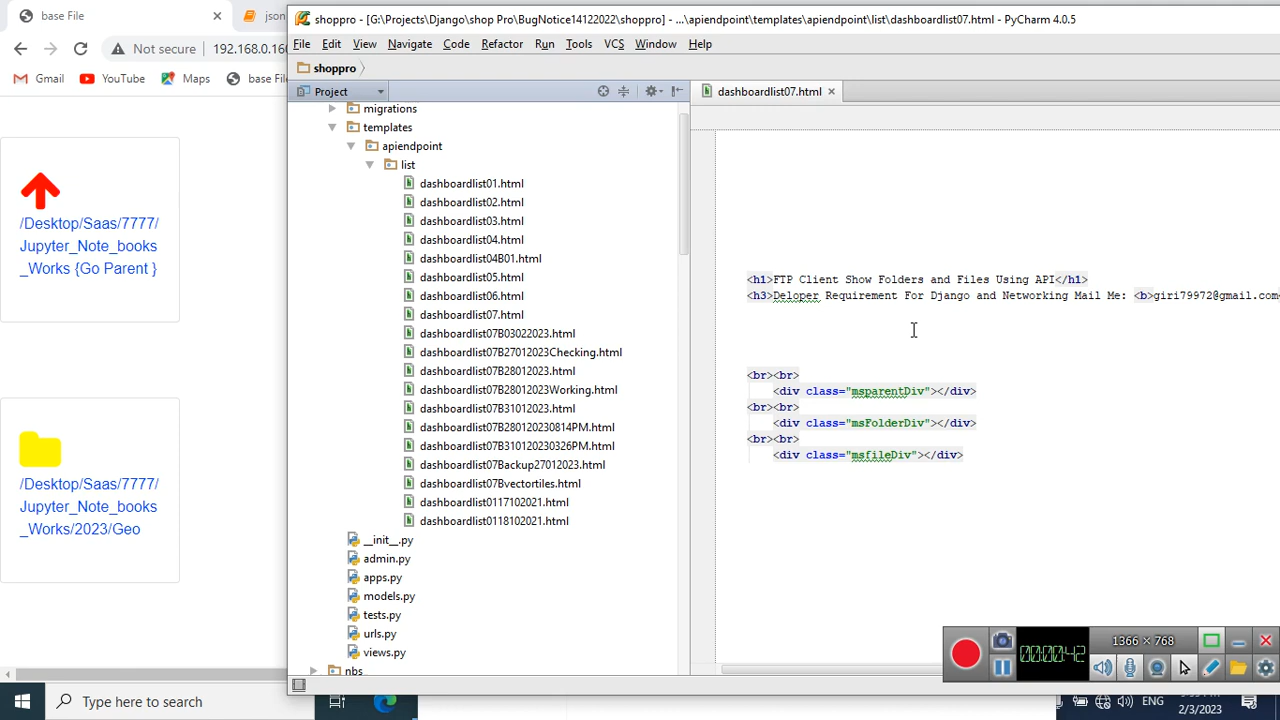 base File
json
Not secure
192.168.0.16
Gmail
YouTube
Maps
base Fil
/Desktop/Saas/7777/
Jupyter_Note_books
_Works {Go Parent }
/Desktop/Saas/7777/
Jupyter_Note_books
_Works/2023/Geo
shoppro - [G:\Projects\Django\shop Pro\BugNotice14122022\shoppro] - ...\apiendpoint\templates\apiendpoint\list\dashboardlist07.html - PyCharm 4.0.5
File Edit View Navigate Code Refactor Run Tools VCS Window Help
shoppro
Project
migrations
templates
apiendpoint
list
dashboardlist01.html
dashboardlist02.html
dashboardlist03.html
dashboardlist04.html
dashboardlist04B01.html
dashboardlist05.html
dashboardlist06.html
dashboardlist07.html
dashboardlist07B03022023.html
dashboardlist07B27012023Checking.html
dashboardlist07B28012023.html
dashboardlist07B28012023Working.html
dashboardlist07B31012023.html
dashboardlist07B280120230814PM.html
dashboardlist07B310120230326PM.html
dashboardlist07Backup27012023.html
dashboardlist07Bvectortiles.html
dashboardlist0117102021.html
dashboardlist0118102021.html
__init__.py
admin.py
apps.py
models.py
tests.py
urls.py
views.py
nbs
dashboardlist07.html
<h1>FTP Client Show Folders and Files Using API</h1>
<h3>Deloper Requirement For Django and Networking Mail Me: <b>giri79972@gmail.com
<br><br>
<div class="msparentDiv"></div>
<br><br>
<div class="msFolderDiv"></div>
<br><br>
<div class="msfileDiv"></div>
1366 × 768
00:00:42
Type here to search
ENG
2/3/2023